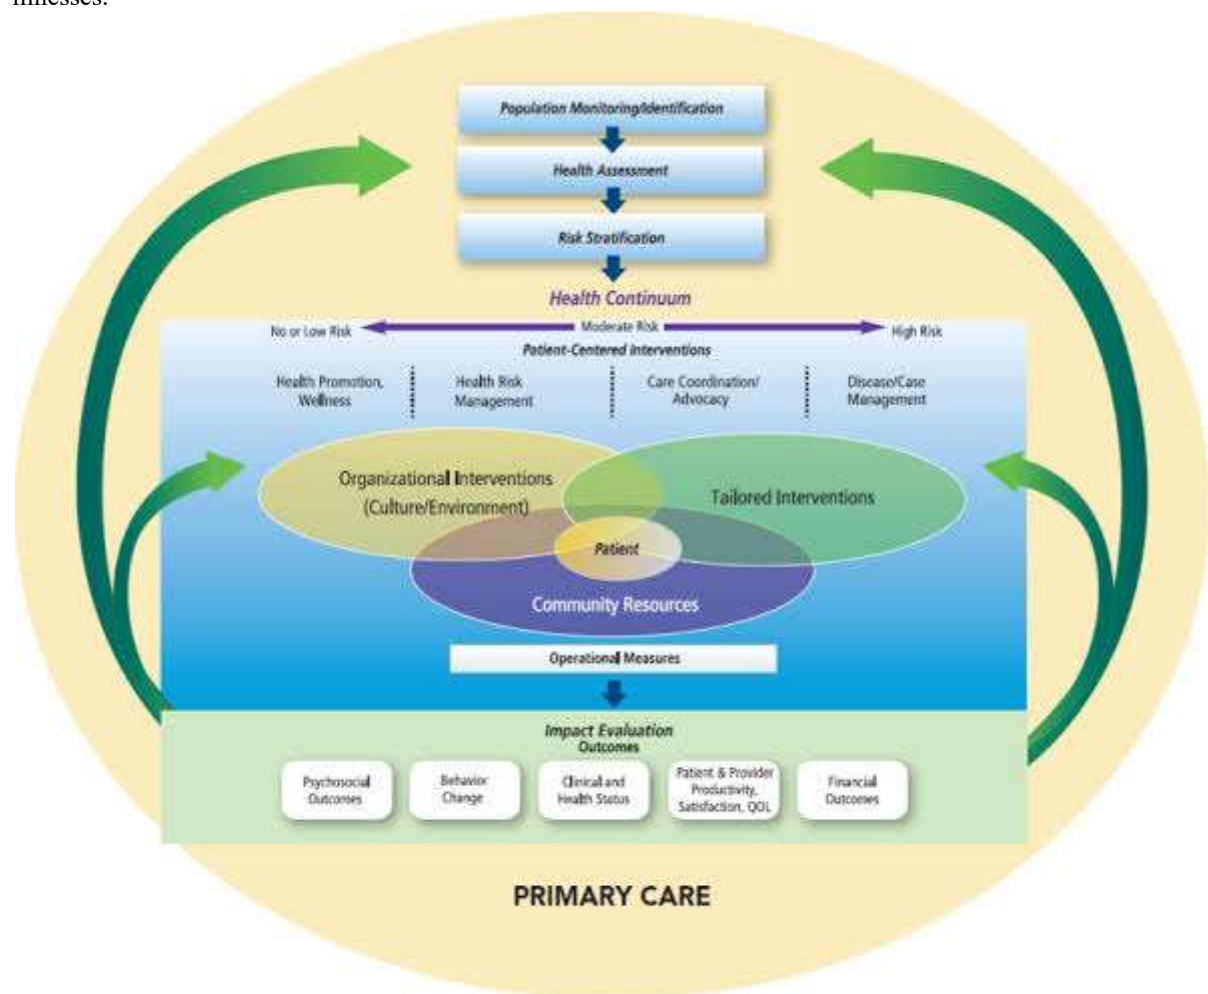 illnesses.
Population Monitoring/Identification
Health Assessment
Risk Stratification
Health Continuum
No or Low Risk
Moderate Risk
High Risk
Patient-Centered Interventions
Health Promotion,
Wellness
Health Risk
Management
Care Coordination/
Advocacy
Disease/Case
Management
Organizational Interventions
(Culture/Environment)
Tailored Interventions
Patient
Community Resources
Operational Measures
Impact Evaluation
Outcomes
Psychosocial
Outcomes
Behavior
Change
Clinical and
Health Status
Patient & Provider
Productivity,
Satisfaction, QOL
Financial
Outcomes
PRIMARY CARE